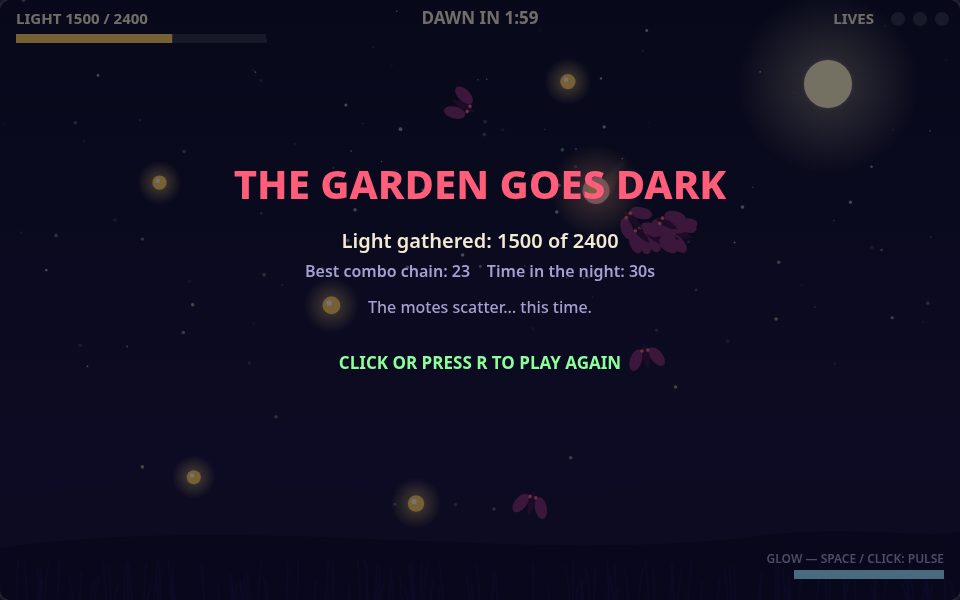 LIGHT 1500 / 2400
DAWN IN 1:59
LIVES
THE GARDEN GOES DARK
Light gathered: 1500 of 2400
Best combo chain: 23 · Time in the night: 30s
The motes scatter... this time.
CLICK OR PRESS R TO PLAY AGAIN
GLOW — SPACE / CLICK: PULSE